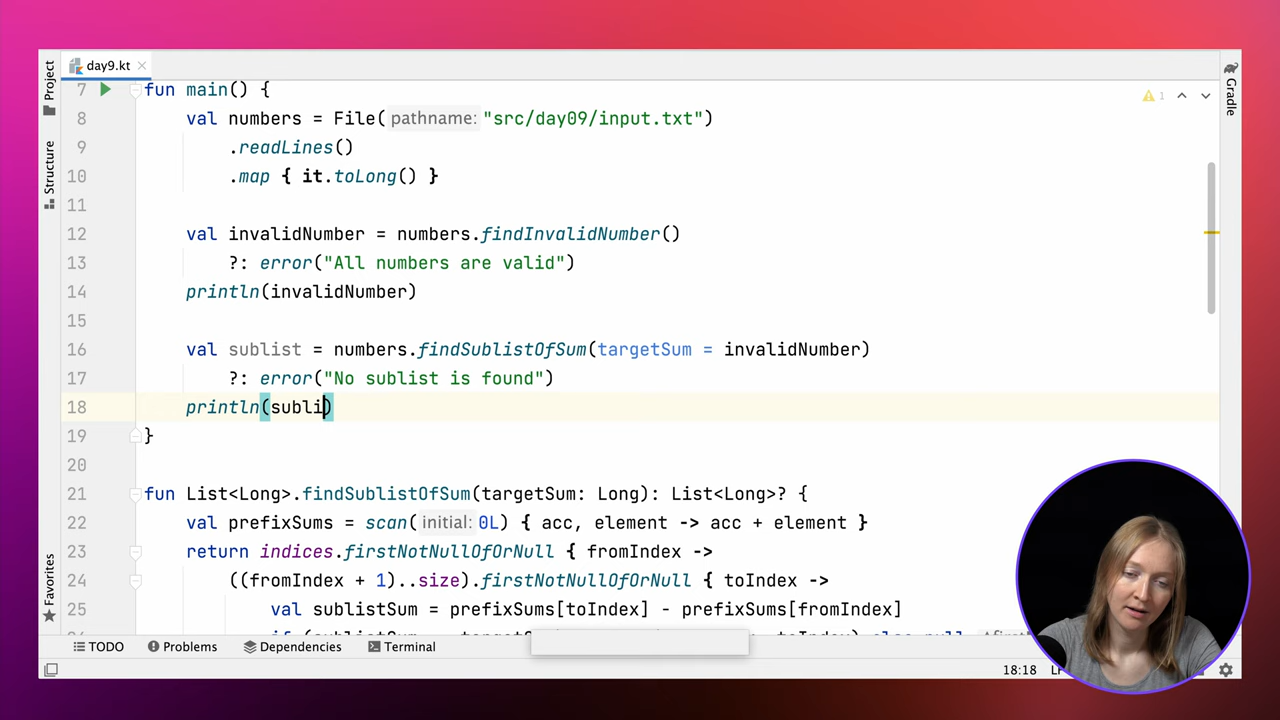 Project
Structure
Favorites
day9.kt
Gradle
1
7 fun main() {
8 val numbers = File( pathname: "src/day09/input.txt")
9 .readLines()
10 .map { it.toLong() }
11
12 val invalidNumber = numbers.findInvalidNumber()
13 ?: error("All numbers are valid")
14 println(invalidNumber)
15
16 val sublist = numbers.findSublistOfSum(targetSum = invalidNumber)
17 ?: error("No sublist is found")
18 println(subli)
19 }
20
21 fun List<Long>.findSublistOfSum(targetSum: Long): List<Long>? {
22 val prefixSums = scan( initial: 0L) { acc, element -> acc + element }
23 return indices.firstNotNullOfOrNull { fromIndex ->
24 ((fromIndex + 1)..size).firstNotNullOfOrNull { toIndex ->
25 val sublistSum = prefixSums[toIndex] - prefixSums[fromIndex]
TODO Problems Dependencies Terminal
18:18